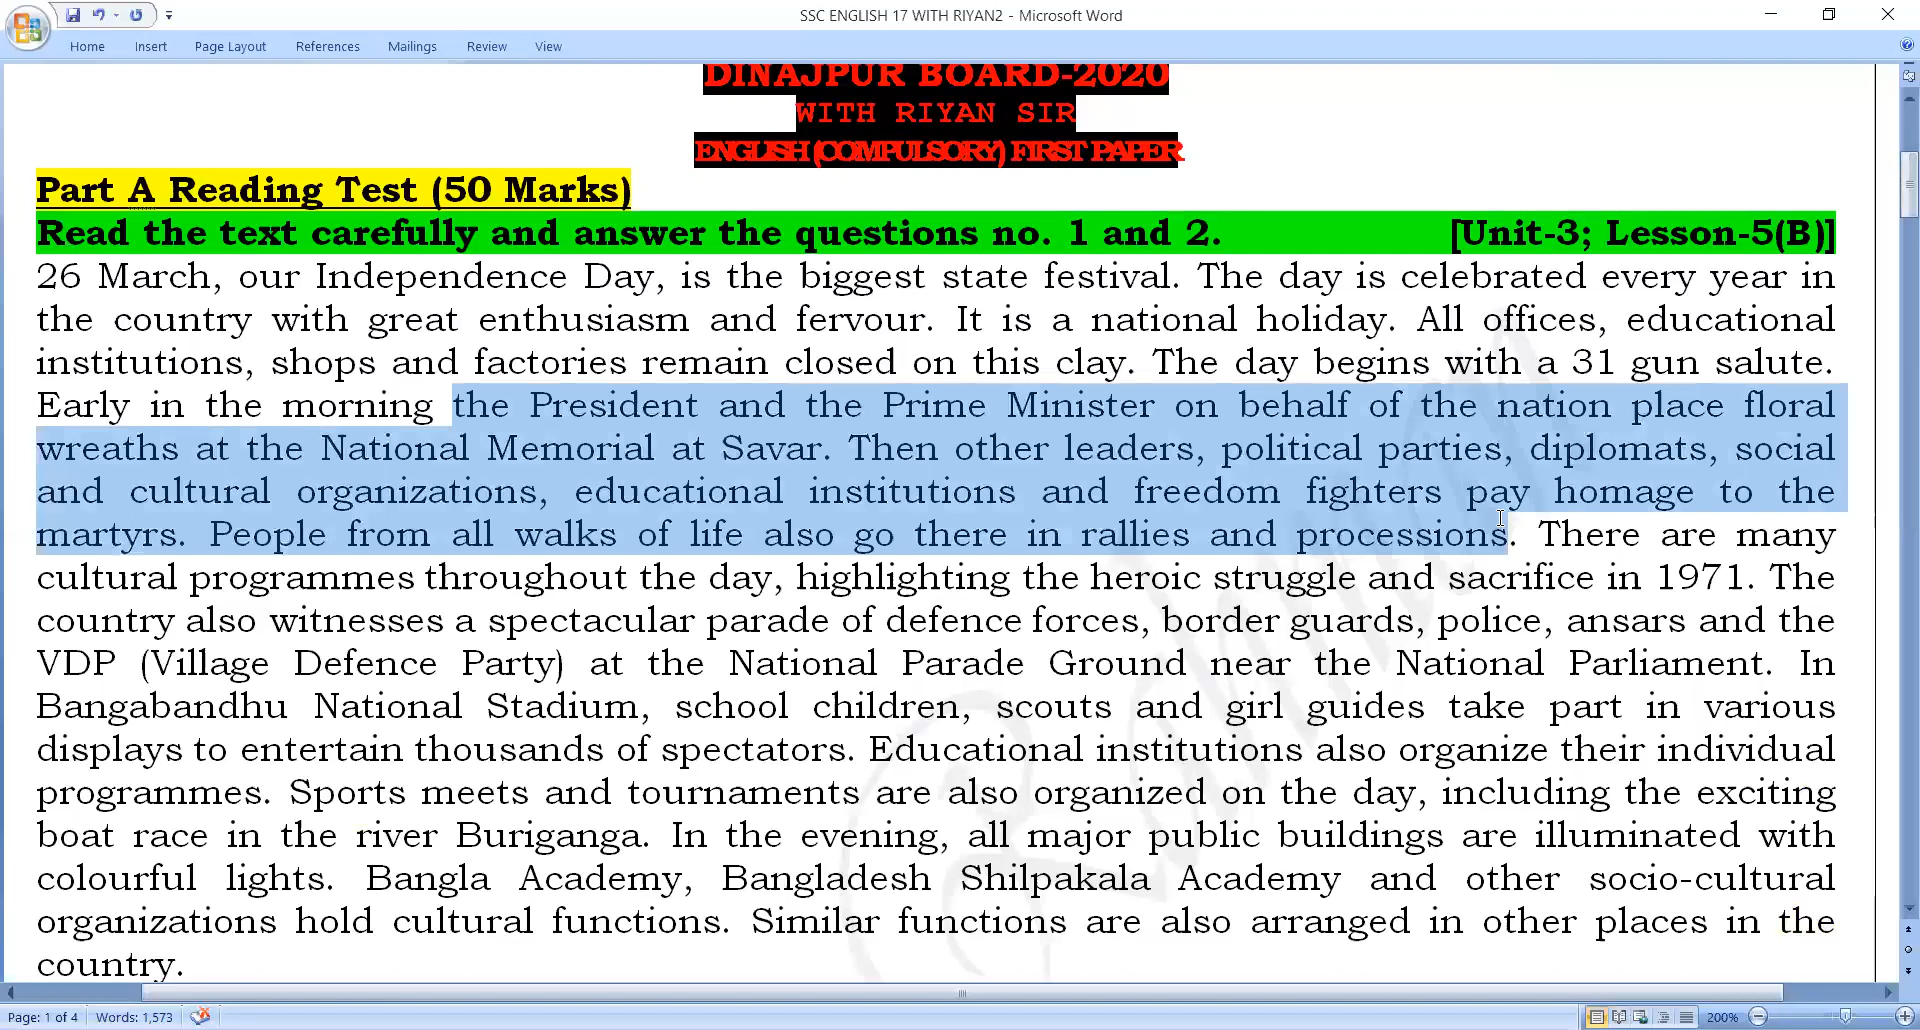 SSC ENGLISH 17 WITH RIYAN2 - Microsoft Word
Home Insert Page Layout References Mailings Review View
DINAJPUR BOARD-2020
WITH RIYAN SIR
ENGLISH (COMPULSORY) FIRST PAPER
Part A Reading Test (50 Marks)
Read the text carefully and answer the questions no. 1 and 2. [Unit-3; Lesson-5(B)]
26 March, our Independence Day, is the biggest state festival. The day is celebrated every year in
the country with great enthusiasm and fervour. It is a national holiday. All offices, educational
institutions, shops and factories remain closed on this clay. The day begins with a 31 gun salute.
Early in the morning the President and the Prime Minister on behalf of the nation place floral
wreaths at the National Memorial at Savar. Then other leaders, political parties, diplomats, social
and cultural organizations, educational institutions and freedom fighters pay homage to the
martyrs. People from all walks of life also go there in rallies and processions. There are many
cultural programmes throughout the day, highlighting the heroic struggle and sacrifice in 1971. The
country also witnesses a spectacular parade of defence forces, border guards, police, ansars and the
VDP (Village Defence Party) at the National Parade Ground near the National Parliament. In
Bangabandhu National Stadium, school children, scouts and girl guides take part in various
displays to entertain thousands of spectators. Educational institutions also organize their individual
programmes. Sports meets and tournaments are also organized on the day, including the exciting
boat race in the river Buriganga. In the evening, all major public buildings are illuminated with
colourful lights. Bangla Academy, Bangladesh Shilpakala Academy and other socio-cultural
organizations hold cultural functions. Similar functions are also arranged in other places in the
country.
Page: 1 of 4 Words: 1,573 200%